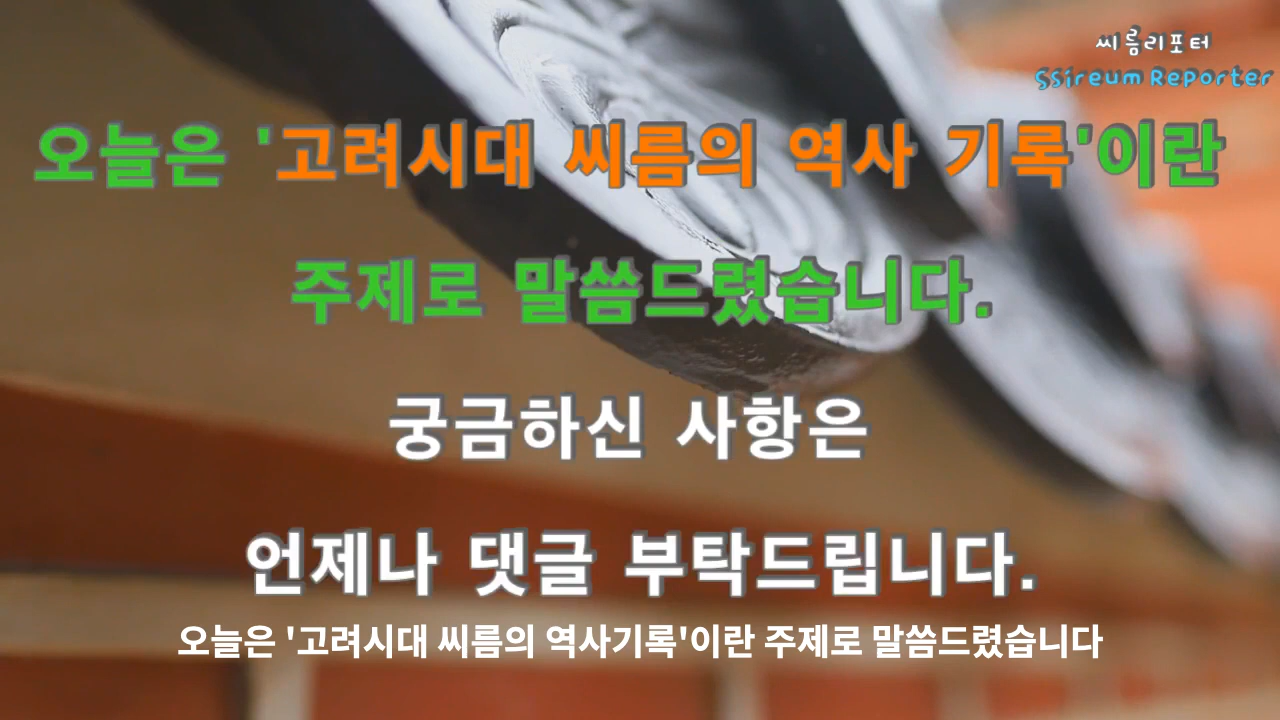 씨름리포터
Ssireum Reporter
오늘은 '고려시대 씨름의 역사 기록'이란
주제로 말씀드렸습니다.
궁금하신 사항은
언제나 댓글 부탁드립니다.
오늘은 '고려시대 씨름의 역사기록'이란 주제로 말씀드렸습니다